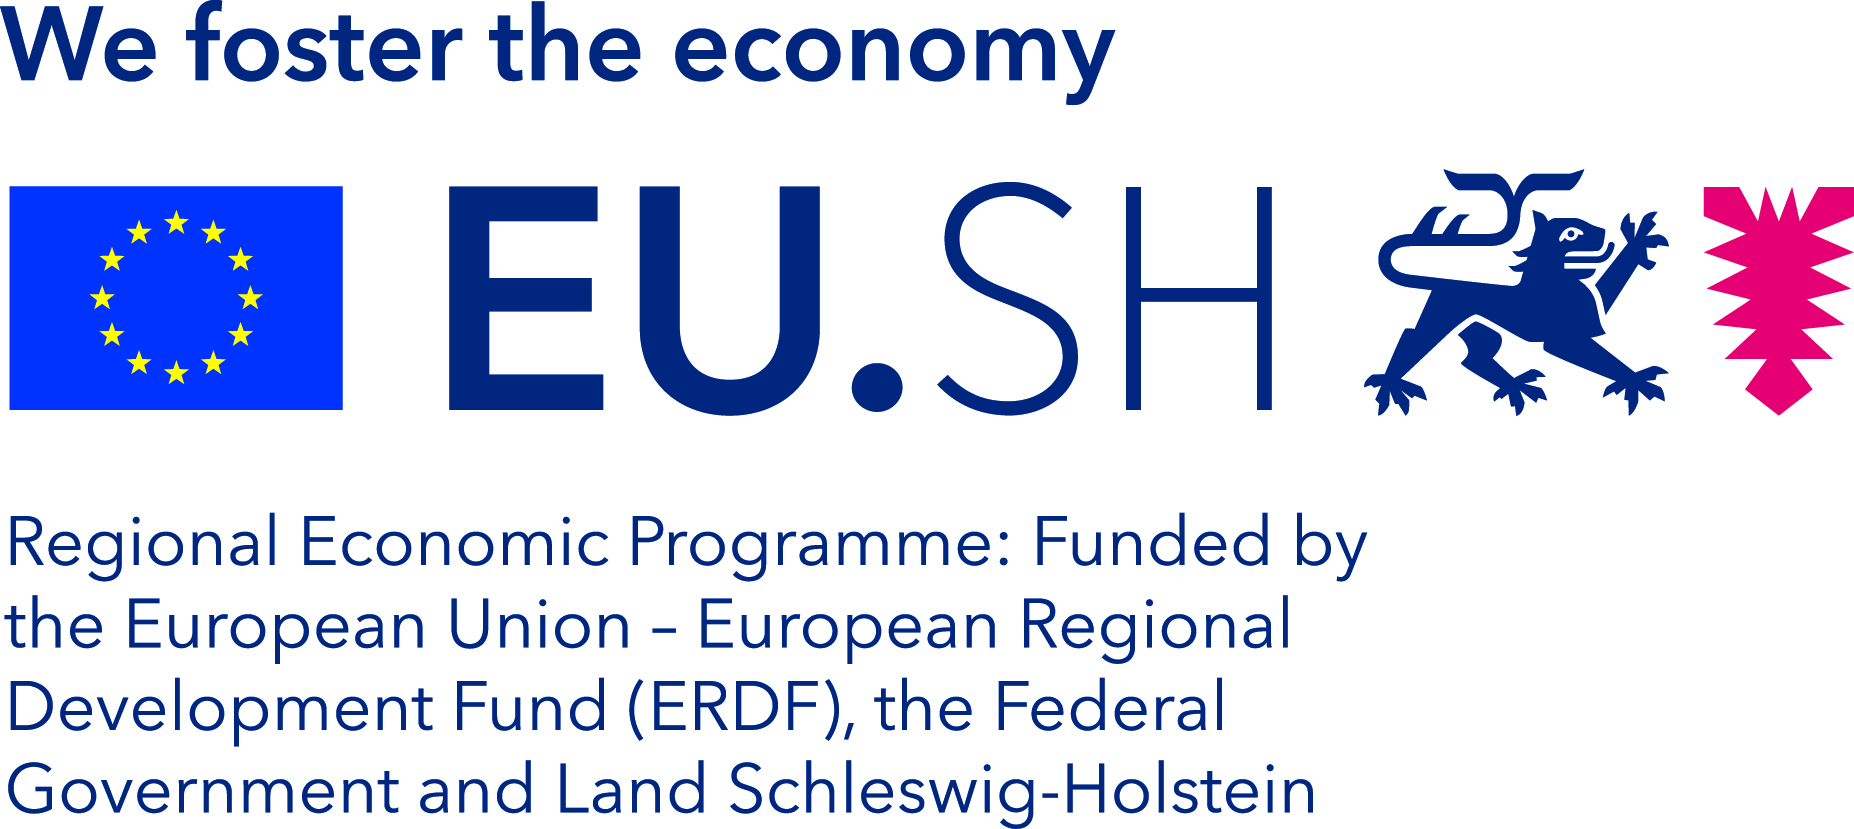 We foster the economy
EU.SH
Regional Economic Programme: Funded by
the European Union – European Regional
Development Fund (ERDF), the Federal
Government and Land Schleswig-Holstein